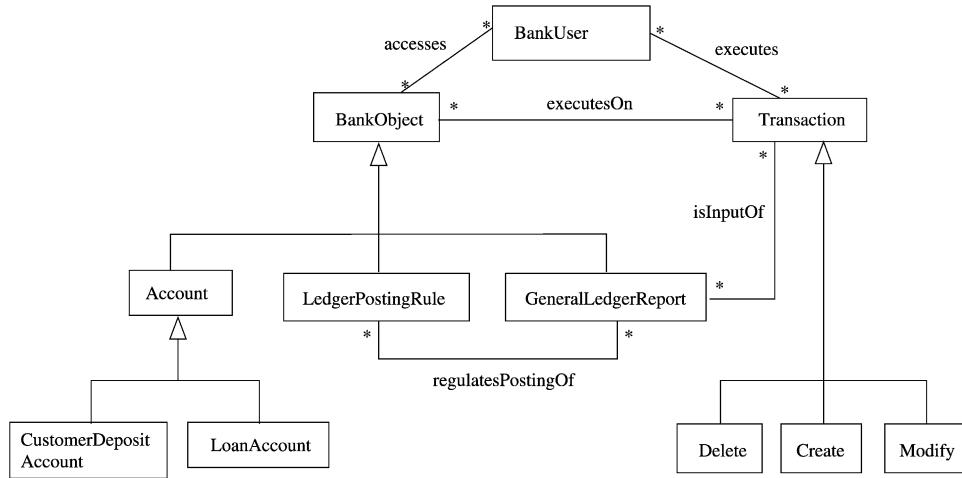 BankUser
*
*
accesses
executes
*
*
BankObject
*
executesOn
*
Transaction
*
isInputOf
Account
LedgerPostingRule
GeneralLedgerReport
*
*
*
regulatesPostingOf
CustomerDeposit
Account
LoanAccount
Delete
Create
Modify